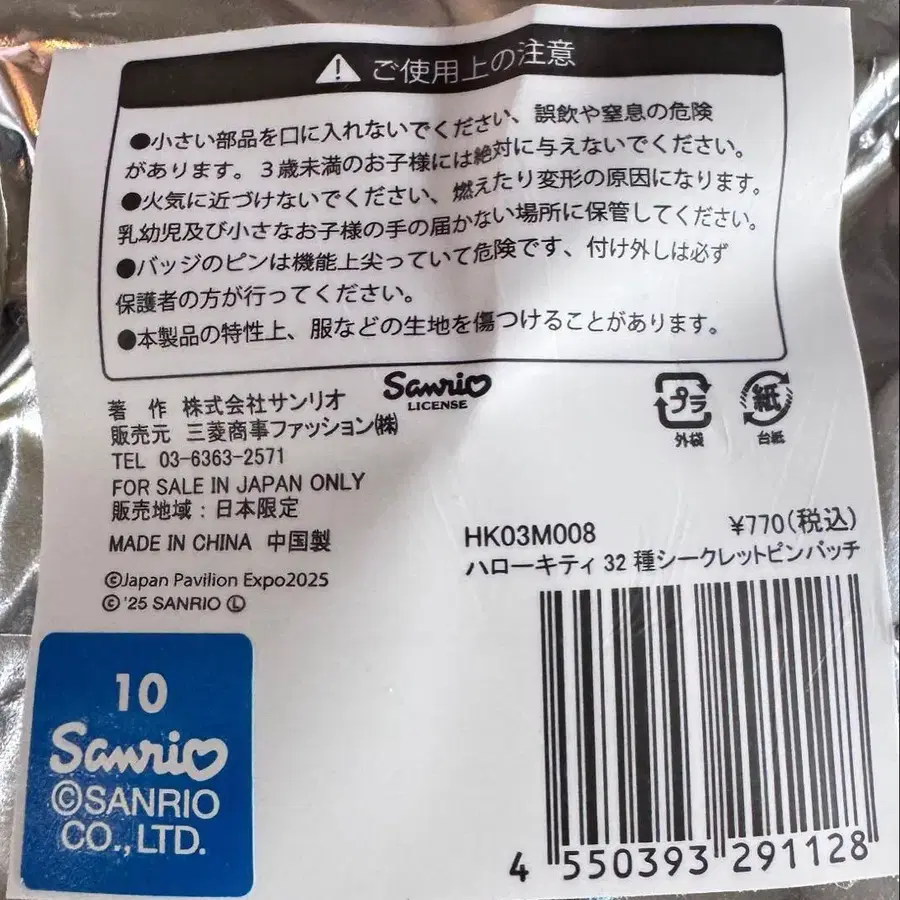 ⚠ ご使用上の注意
●小さい部品を口に入れないでください、誤飲や窒息の危険
があります。3歳未満のお子様には絶対に与えないでください。
●火気に近づけないでください、燃えたり変形の原因になります。
乳幼児及び小さなお子様の手の届かない場所に保管してください。
●バッジのピンは機能上尖っていて危険です、付け外しは必ず
保護者の方が行ってください。
●本製品の特性上、服などの生地を傷つけることがあります。
著 作 株式会社サンリオ
販売元 三菱商事ファッション㈱
TEL 03-6363-2571
FOR SALE IN JAPAN ONLY
販売地域：日本限定
MADE IN CHINA 中国製
©Japan Pavilion Expo2025
© '25 SANRIO Ⓛ
Sanrio
LICENSE
プラ
外袋
紙
台紙
HK03M008 ¥770(税込)
ハローキティ 32 種シークレットピンバッチ
4 550393 291128
10
Sanrio
©SANRIO
CO.,LTD.